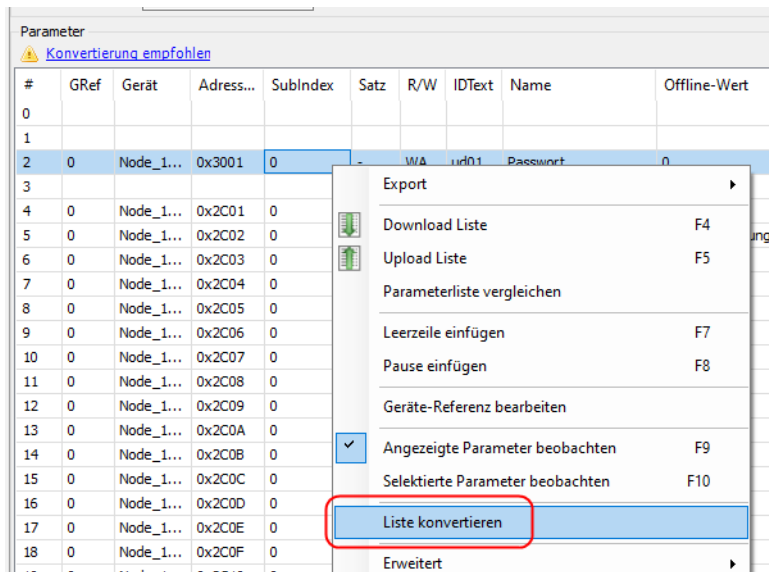 Parameter
Konvertierung empfohlen
# GRef Gerät Adress... SubIndex Satz R/W IDText Name Offline-Wert
0
1
2 0 Node_1... 0x3001 0 - WA ud01 Passwort 0
3
Export
4 0 Node_1... 0x2C01 0
Download Liste F4
5 0 Node_1... 0x2C02 0 ung
6 0 Node_1... 0x2C03 0
Upload Liste F5
7 0 Node_1... 0x2C04 0
Parameterliste vergleichen
8 0 Node_1... 0x2C05 0
9 0 Node_1... 0x2C06 0
Leerzeile einfügen F7
10 0 Node_1... 0x2C07 0
Pause einfügen F8
11 0 Node_1... 0x2C08 0
12 0 Node_1... 0x2C09 0
Geräte-Referenz bearbeiten
13 0 Node_1... 0x2C0A 0
14 0 Node_1... 0x2C0B 0
Angezeigte Parameter beobachten F9
15 0 Node_1... 0x2C0C 0
Selektierte Parameter beobachten F10
16 0 Node_1... 0x2C0D 0
17 0 Node_1... 0x2C0E 0
Liste konvertieren
18 0 Node_1... 0x2C0F 0
Erweitert